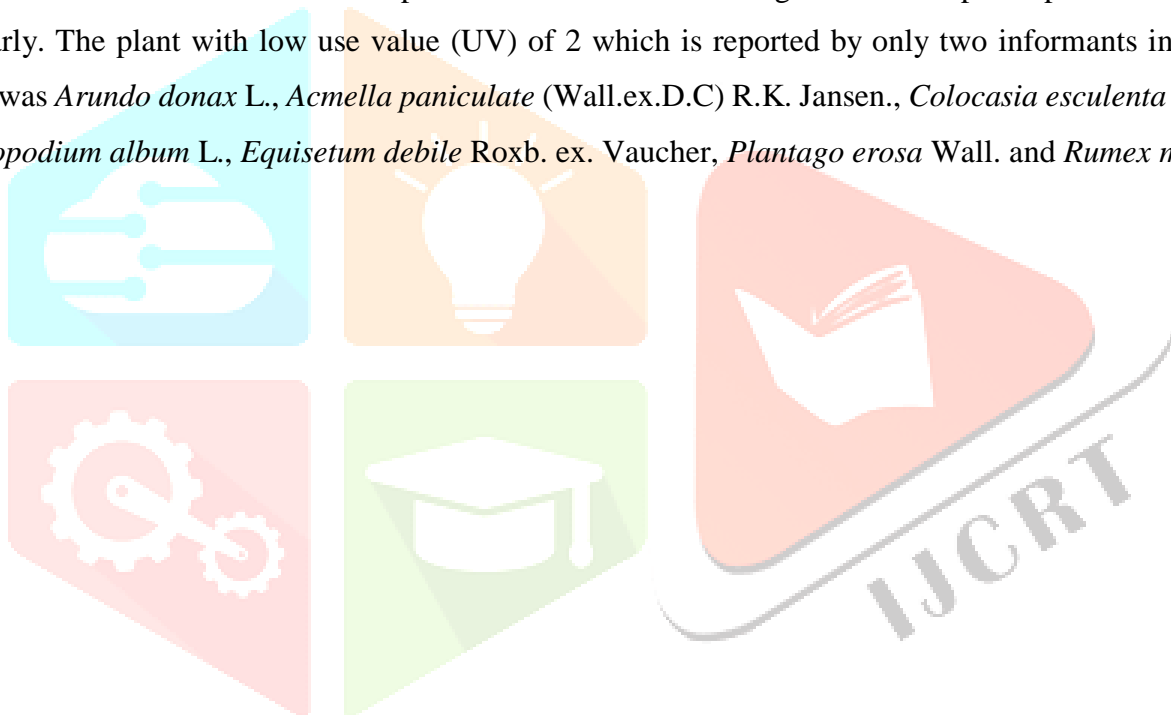 arly. The plant with low use value (UV) of 2 which is reported by only two informants in
was Arundo donax L., Acmella paniculate (Wall.ex.D.C) R.K. Jansen., Colocasia esculenta
opodium album L., Equisetum debile Roxb. ex. Vaucher, Plantago erosa Wall. and Rumex
IJCRT